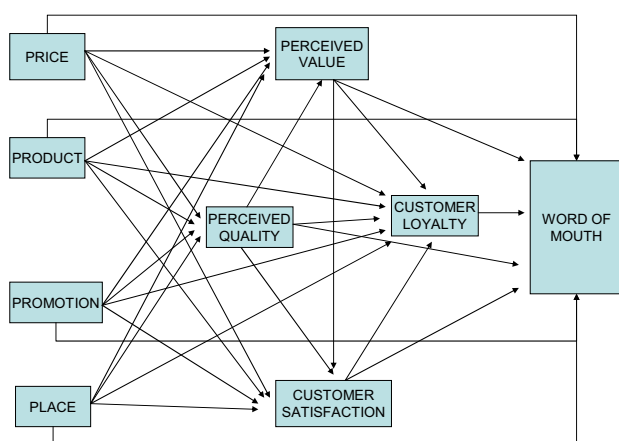 PRICE
PERCEIVED
VALUE
PRODUCT
PERCEIVED
QUALITY
CUSTOMER
LOYALTY
WORD OF
MOUTH
PROMOTION
PLACE
CUSTOMER
SATISFACTION